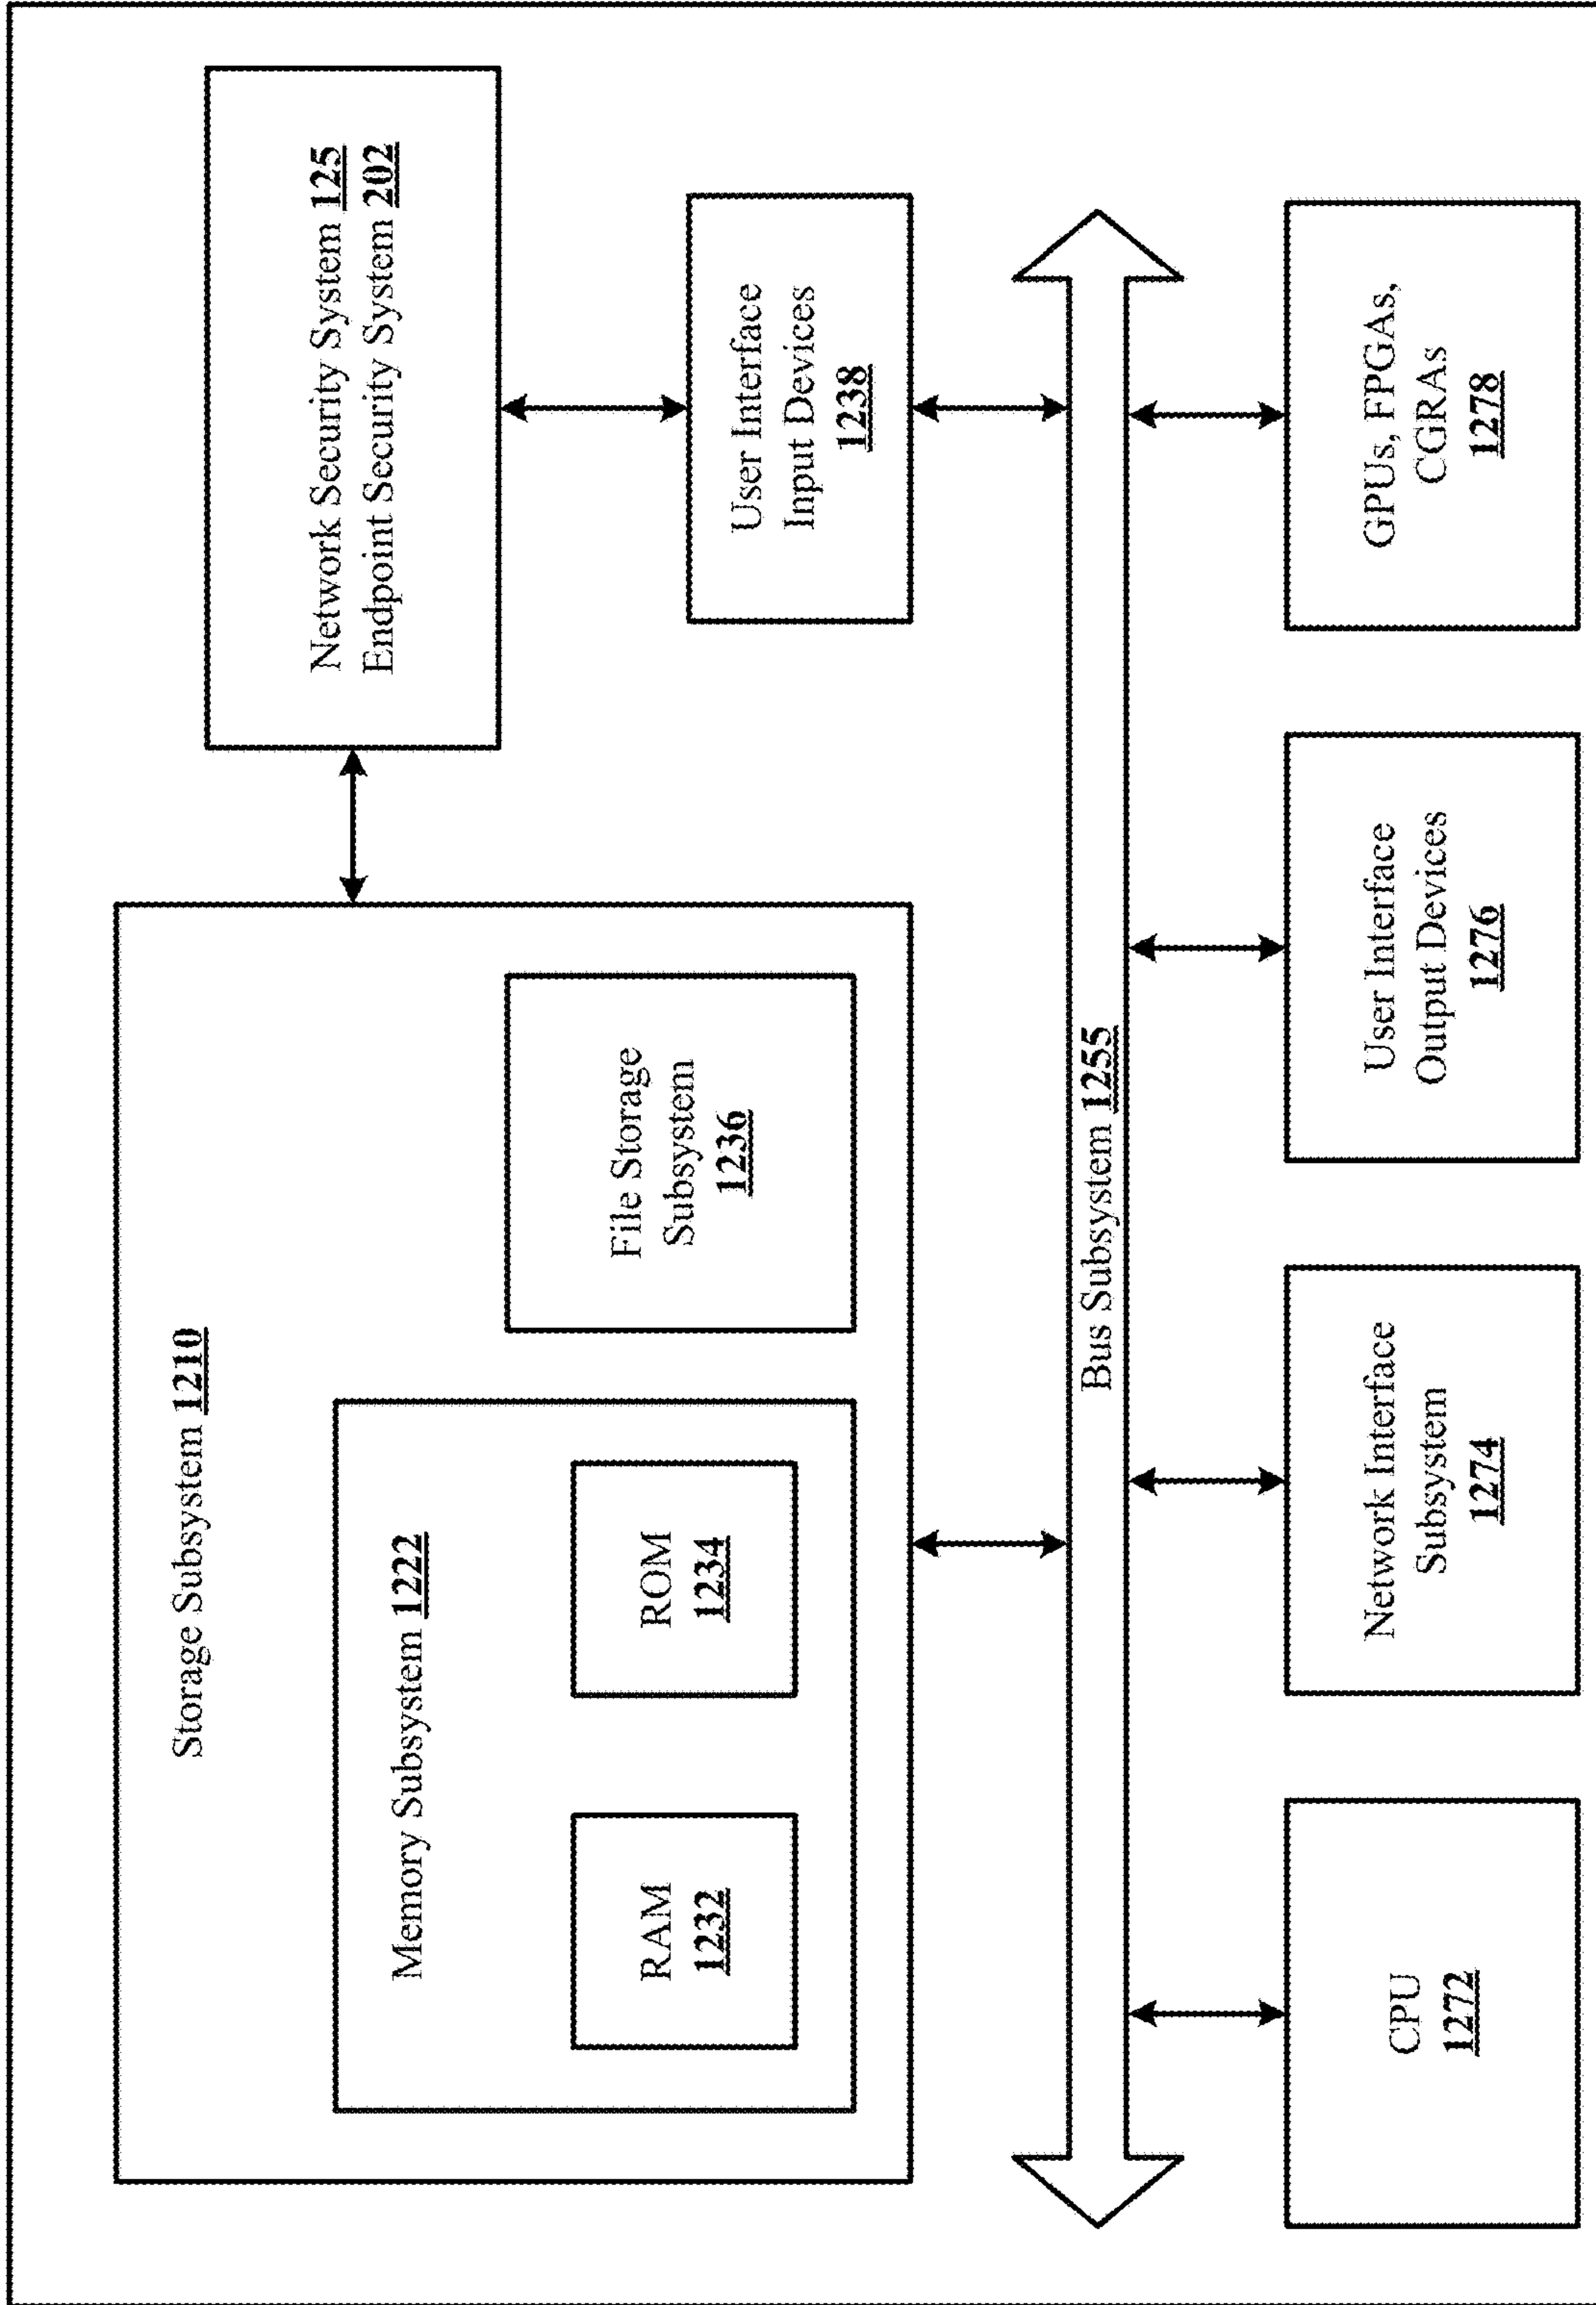 Storage Subsystem 1210
Memory Subsystem 1222
RAM
1232
ROM
1234
File Storage
Subsystem
1236
Network Security System 125
Endpoint Security System 202
User Interface
Input Devices
1238
Bus Subsystem 1255
CPU
1272
Network Interface
Subsystem
1274
User Interface
Output Devices
1276
GPUs, FPGAs,
CGRAs
1278